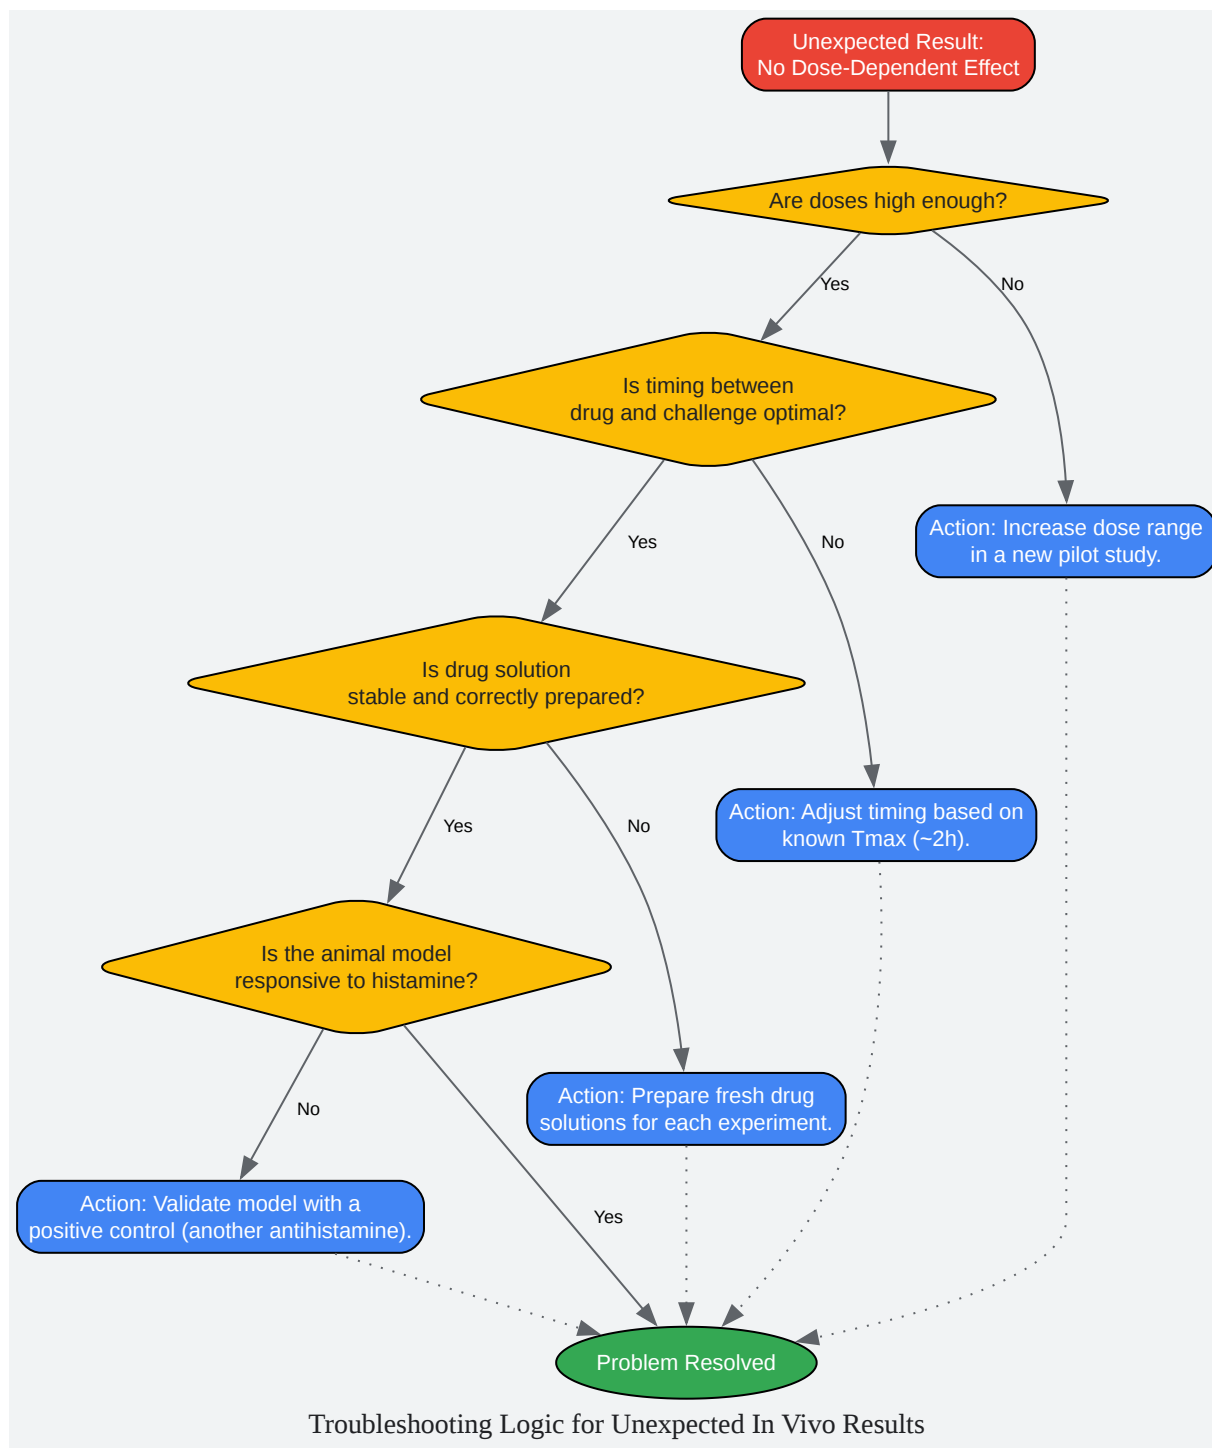 Unexpected Result:
No Dose-Dependent Effect
Are doses high enough?
Yes
No
Is timing between
drug and challenge optimal?
Action: Increase dose range
in a new pilot study.
Yes
No
Is drug solution
stable and correctly prepared?
Action: Adjust timing based on
known Tmax (~2h).
Yes
No
Is the animal model
responsive to histamine?
Action: Prepare fresh drug
solutions for each experiment.
No
Action: Validate model with a
positive control (another antihistamine).
Yes
Problem Resolved
Troubleshooting Logic for Unexpected In Vivo Results